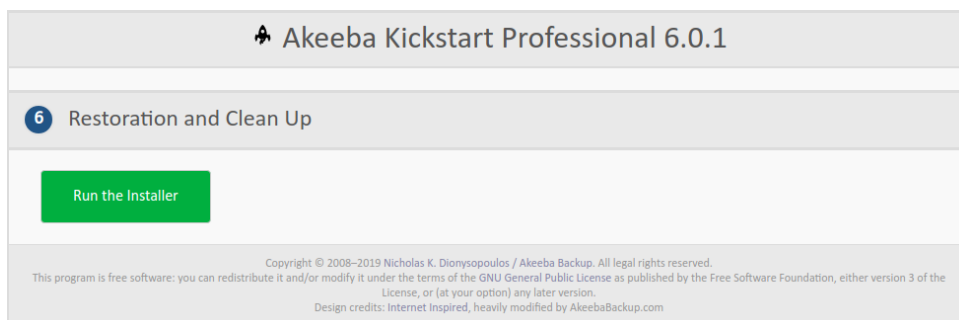 Akeeba Kickstart Professional 6.0.1
6 Restoration and Clean Up
Run the Installer
Copyright © 2008–2019 Nicholas K. Dionysopoulos / Akeeba Backup. All legal rights reserved.
This program is free software: you can redistribute it and/or modify it under the terms of the GNU General Public License as published by the Free Software Foundation, either version 3 of the
License, or (at your option) any later version.
Design credits: Internet Inspired, heavily modified by AkeebaBackup.com